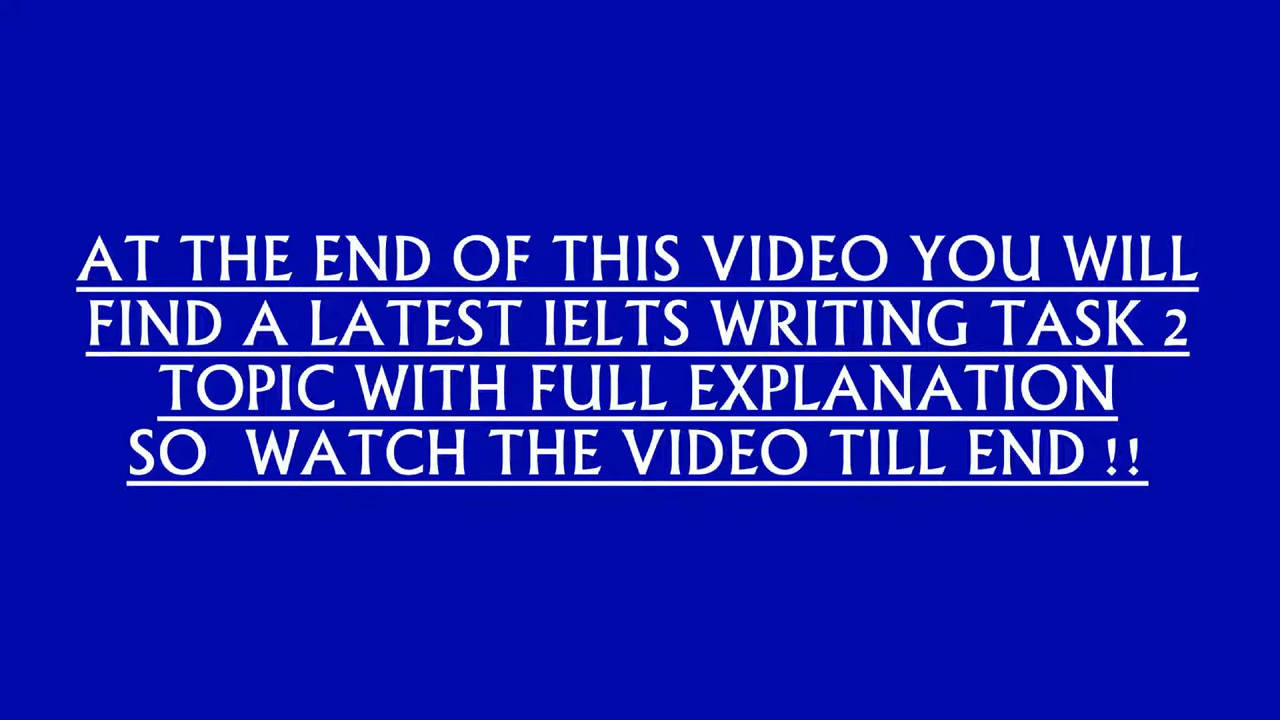 AT THE END OF THIS VIDEO YOU WILL
FIND A LATEST IELTS WRITING TASK 2
TOPIC WITH FULL EXPLANATION
SO  WATCH THE VIDEO TILL END !!